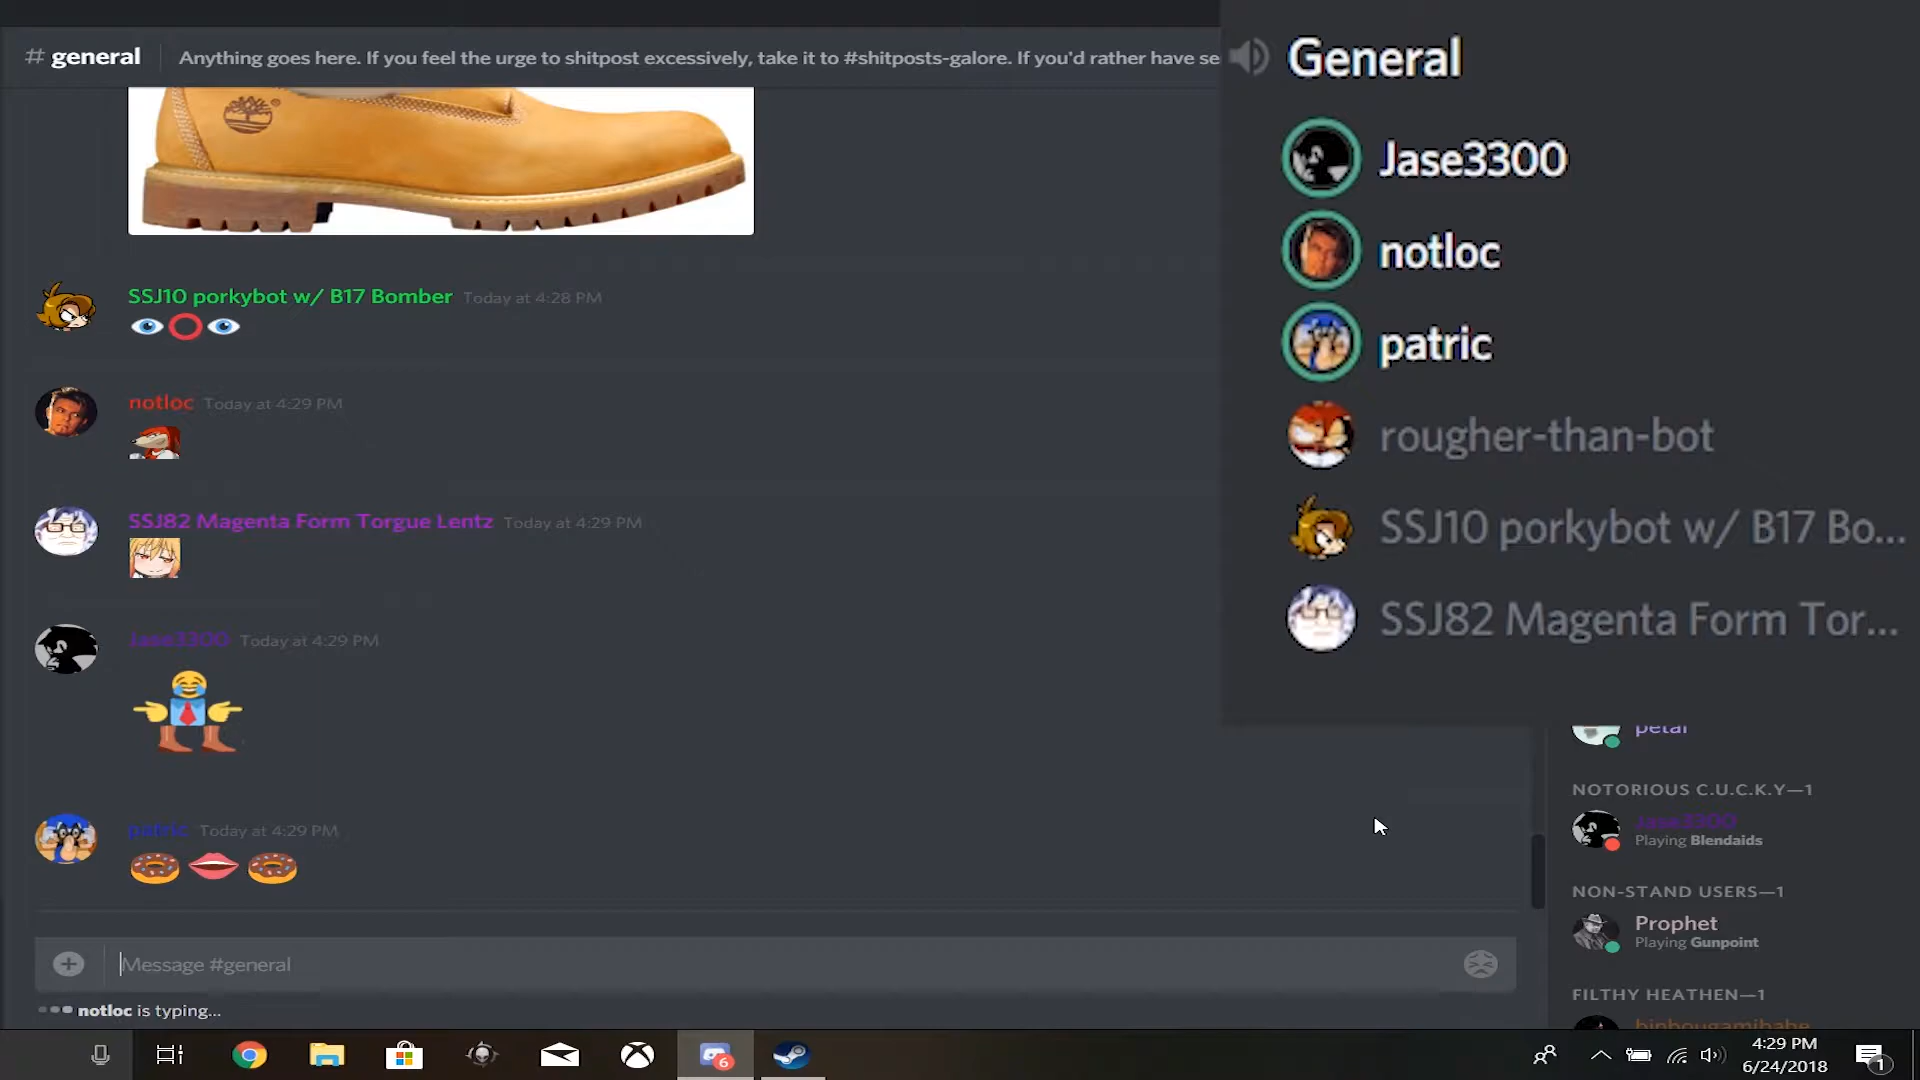 # general
Anything goes here. If you feel the urge to shitpost excessively, take it to #shitposts-galore. If you'd rather have se
General
Jase3300
notloc
patric
rougher-than-bot
SSJ10 porkybot w/ B17 Bo...
SSJ82 Magenta Form Tor...
SSJ10 porkybot w/ B17 Bomber Today at 4:28 PM
notloc Today at 4:29 PM
SSJ82 Magenta Form Torgue Lentz Today at 4:29 PM
Jase3300 Today at 4:29 PM
patric Today at 4:29 PM
Message #general
notloc is typing...
petal
NOTORIOUS C.U.C.K.Y—1
Jase3300
Playing Blendaids
NON-STAND USERS—1
Prophet
Playing Gunpoint
FILTHY HEATHEN—1
binbougamibabe
6
4:29 PM
6/24/2018
1